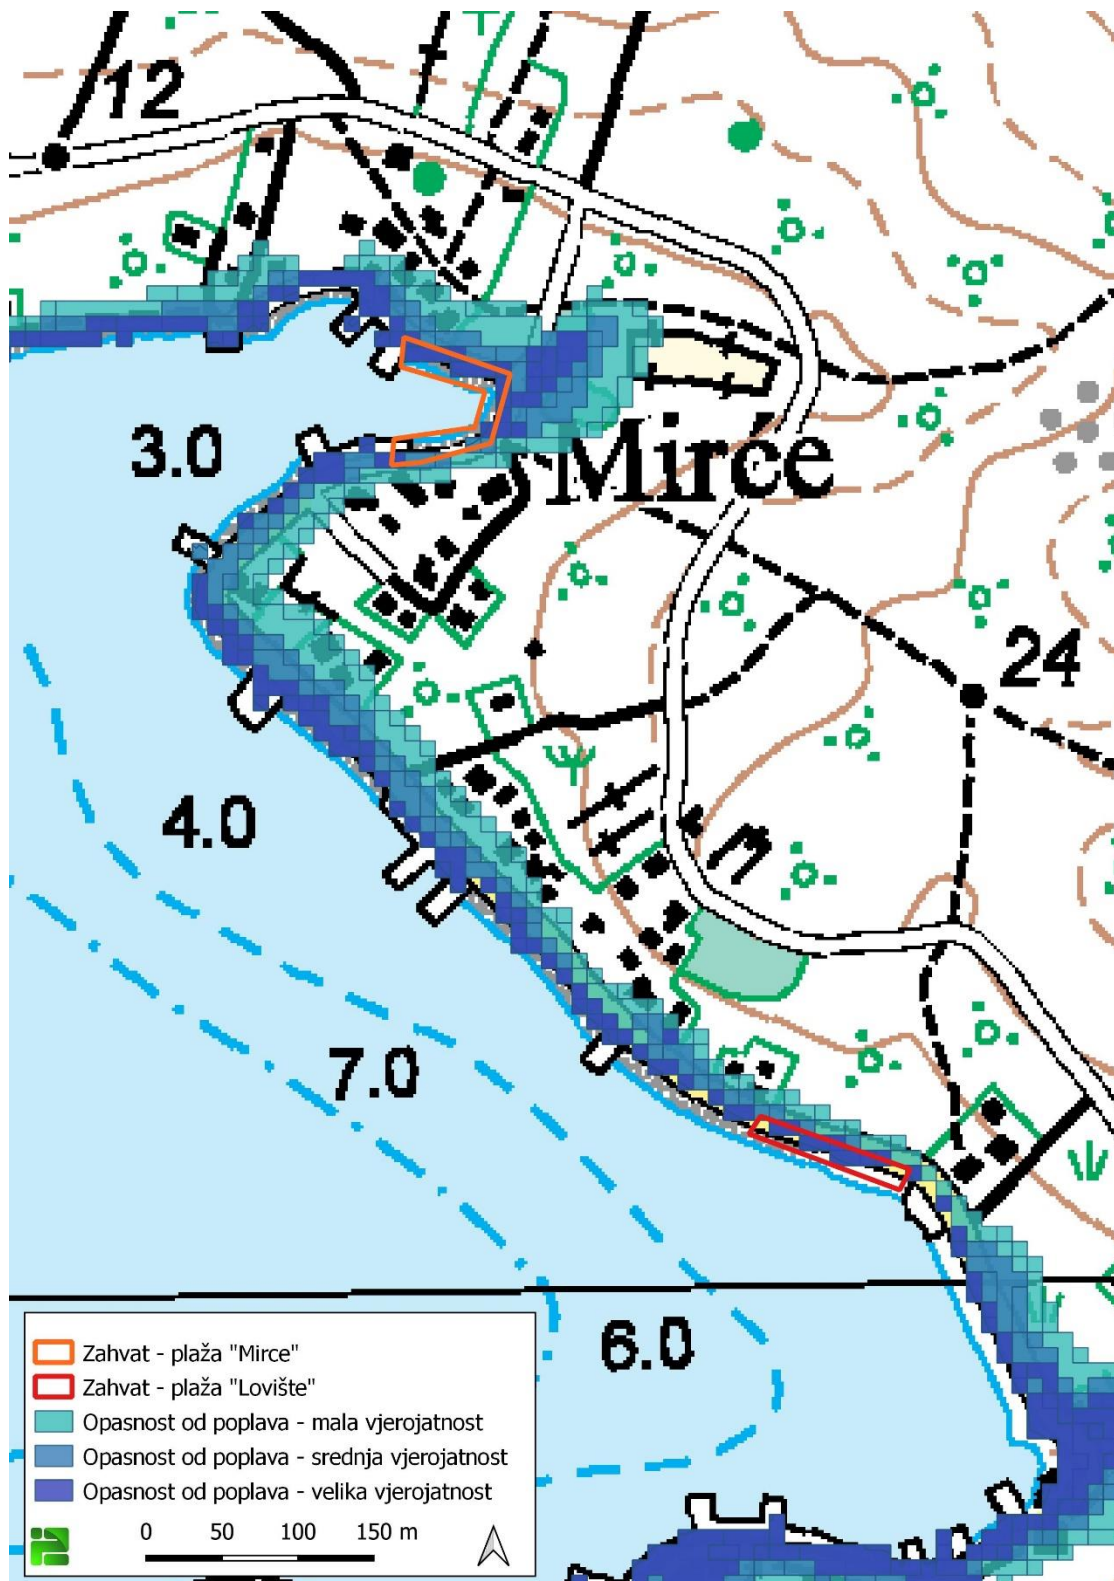 12
3.0
Mirce
24
4.0
7.0
6.0
Zahvat - plaža "Mirce"
Zahvat - plaža "Lovište"
Opasnost od poplava - mala vjerojatnost
Opasnost od poplava - srednja vjerojatnost
Opasnost od poplava - velika vjerojatnost
0 50 100 150 m